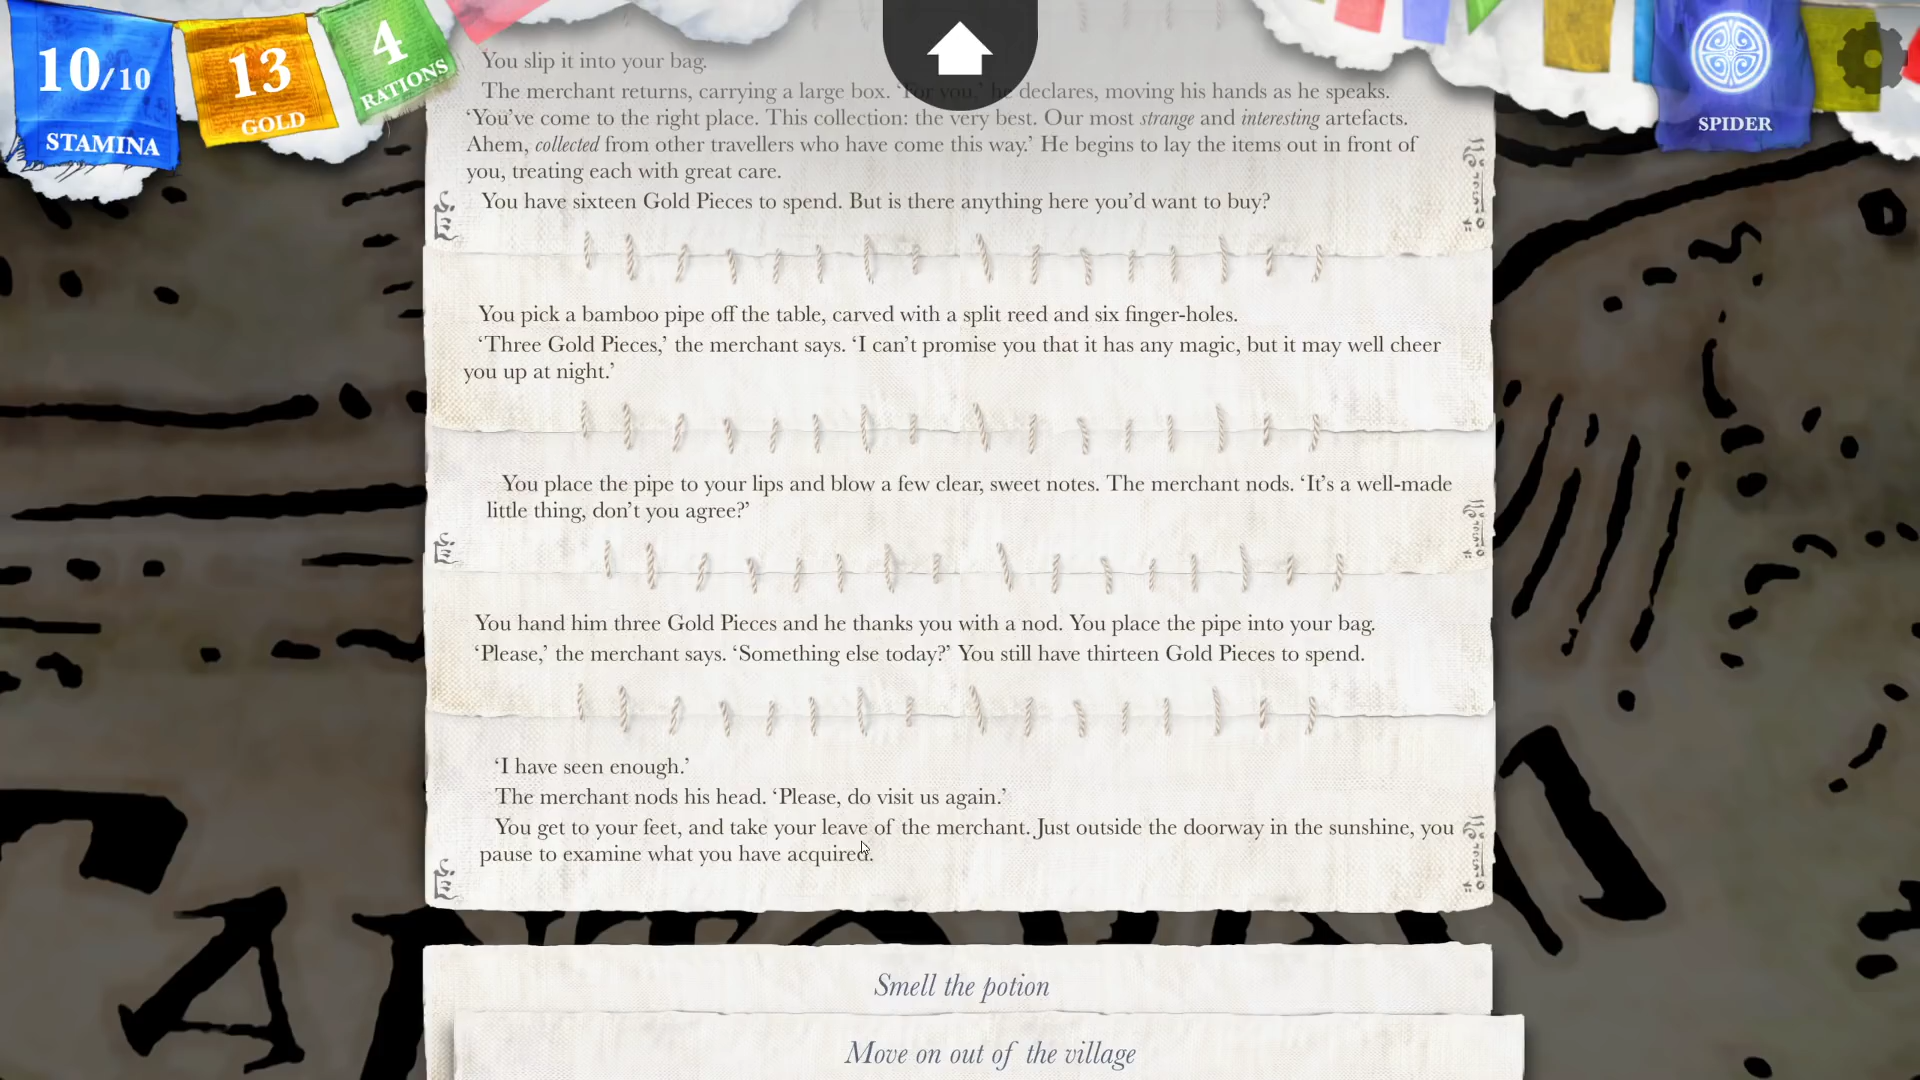 10/10
STAMINA
13
GOLD
4
RATIONS
SPIDER
You slip it into your bag.
The merchant returns, carrying a large box. ‘For you,’ he declares, moving his hands as he speaks.
‘You’ve come to the right place. This collection: the very best. Our most strange and interesting artefacts.
Ahem, collected from other travellers who have come this way.’ He begins to lay the items out in front of
you, treating each with great care.
You have sixteen Gold Pieces to spend. But is there anything here you’d want to buy?
You pick a bamboo pipe off the table, carved with a split reed and six finger-holes.
‘Three Gold Pieces,’ the merchant says. ‘I can’t promise you that it has any magic, but it may well cheer
you up at night.’
You place the pipe to your lips and blow a few clear, sweet notes. The merchant nods. ‘It’s a well-made
little thing, don’t you agree?’
You hand him three Gold Pieces and he thanks you with a nod. You place the pipe into your bag.
‘Please,’ the merchant says. ‘Something else today?’ You still have thirteen Gold Pieces to spend.
‘I have seen enough.’
The merchant nods his head. ‘Please, do visit us again.’
You get to your feet, and take your leave of the merchant. Just outside the doorway in the sunshine, you
pause to examine what you have acquired.
Smell the potion
Move on out of the village